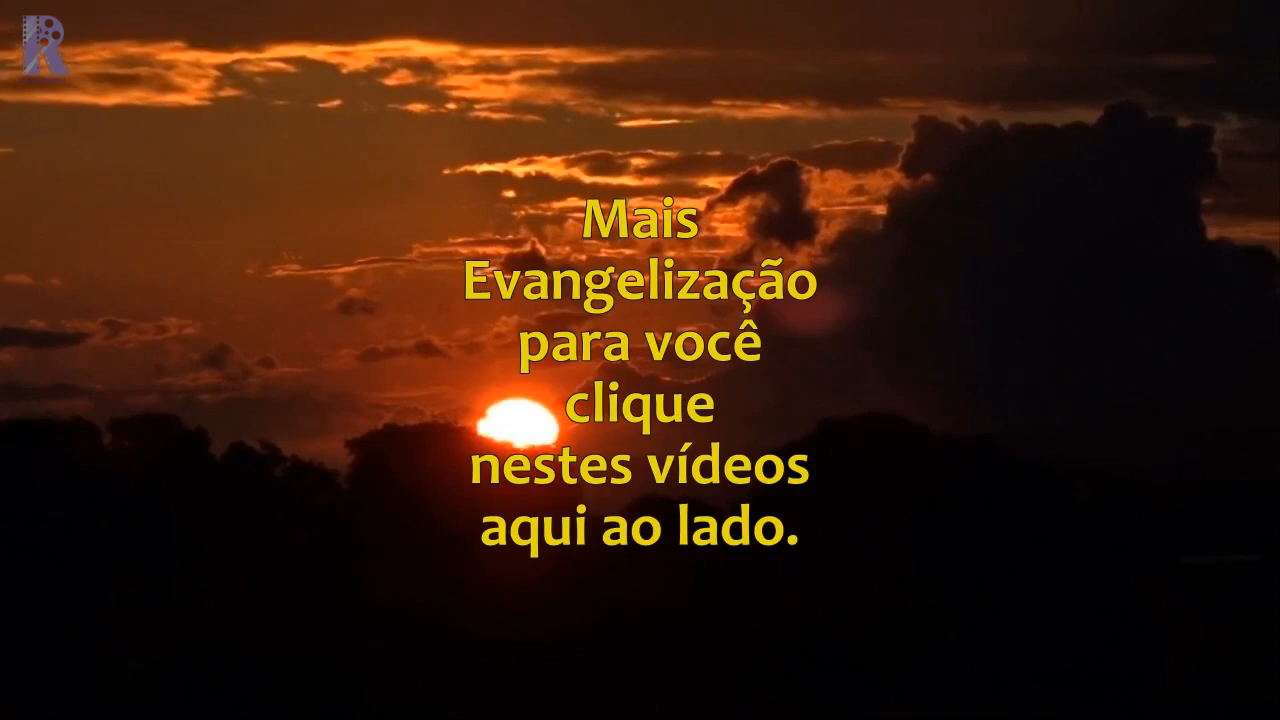 Mais
Evangelização
para você
clique
nestes vídeos
aqui ao lado.